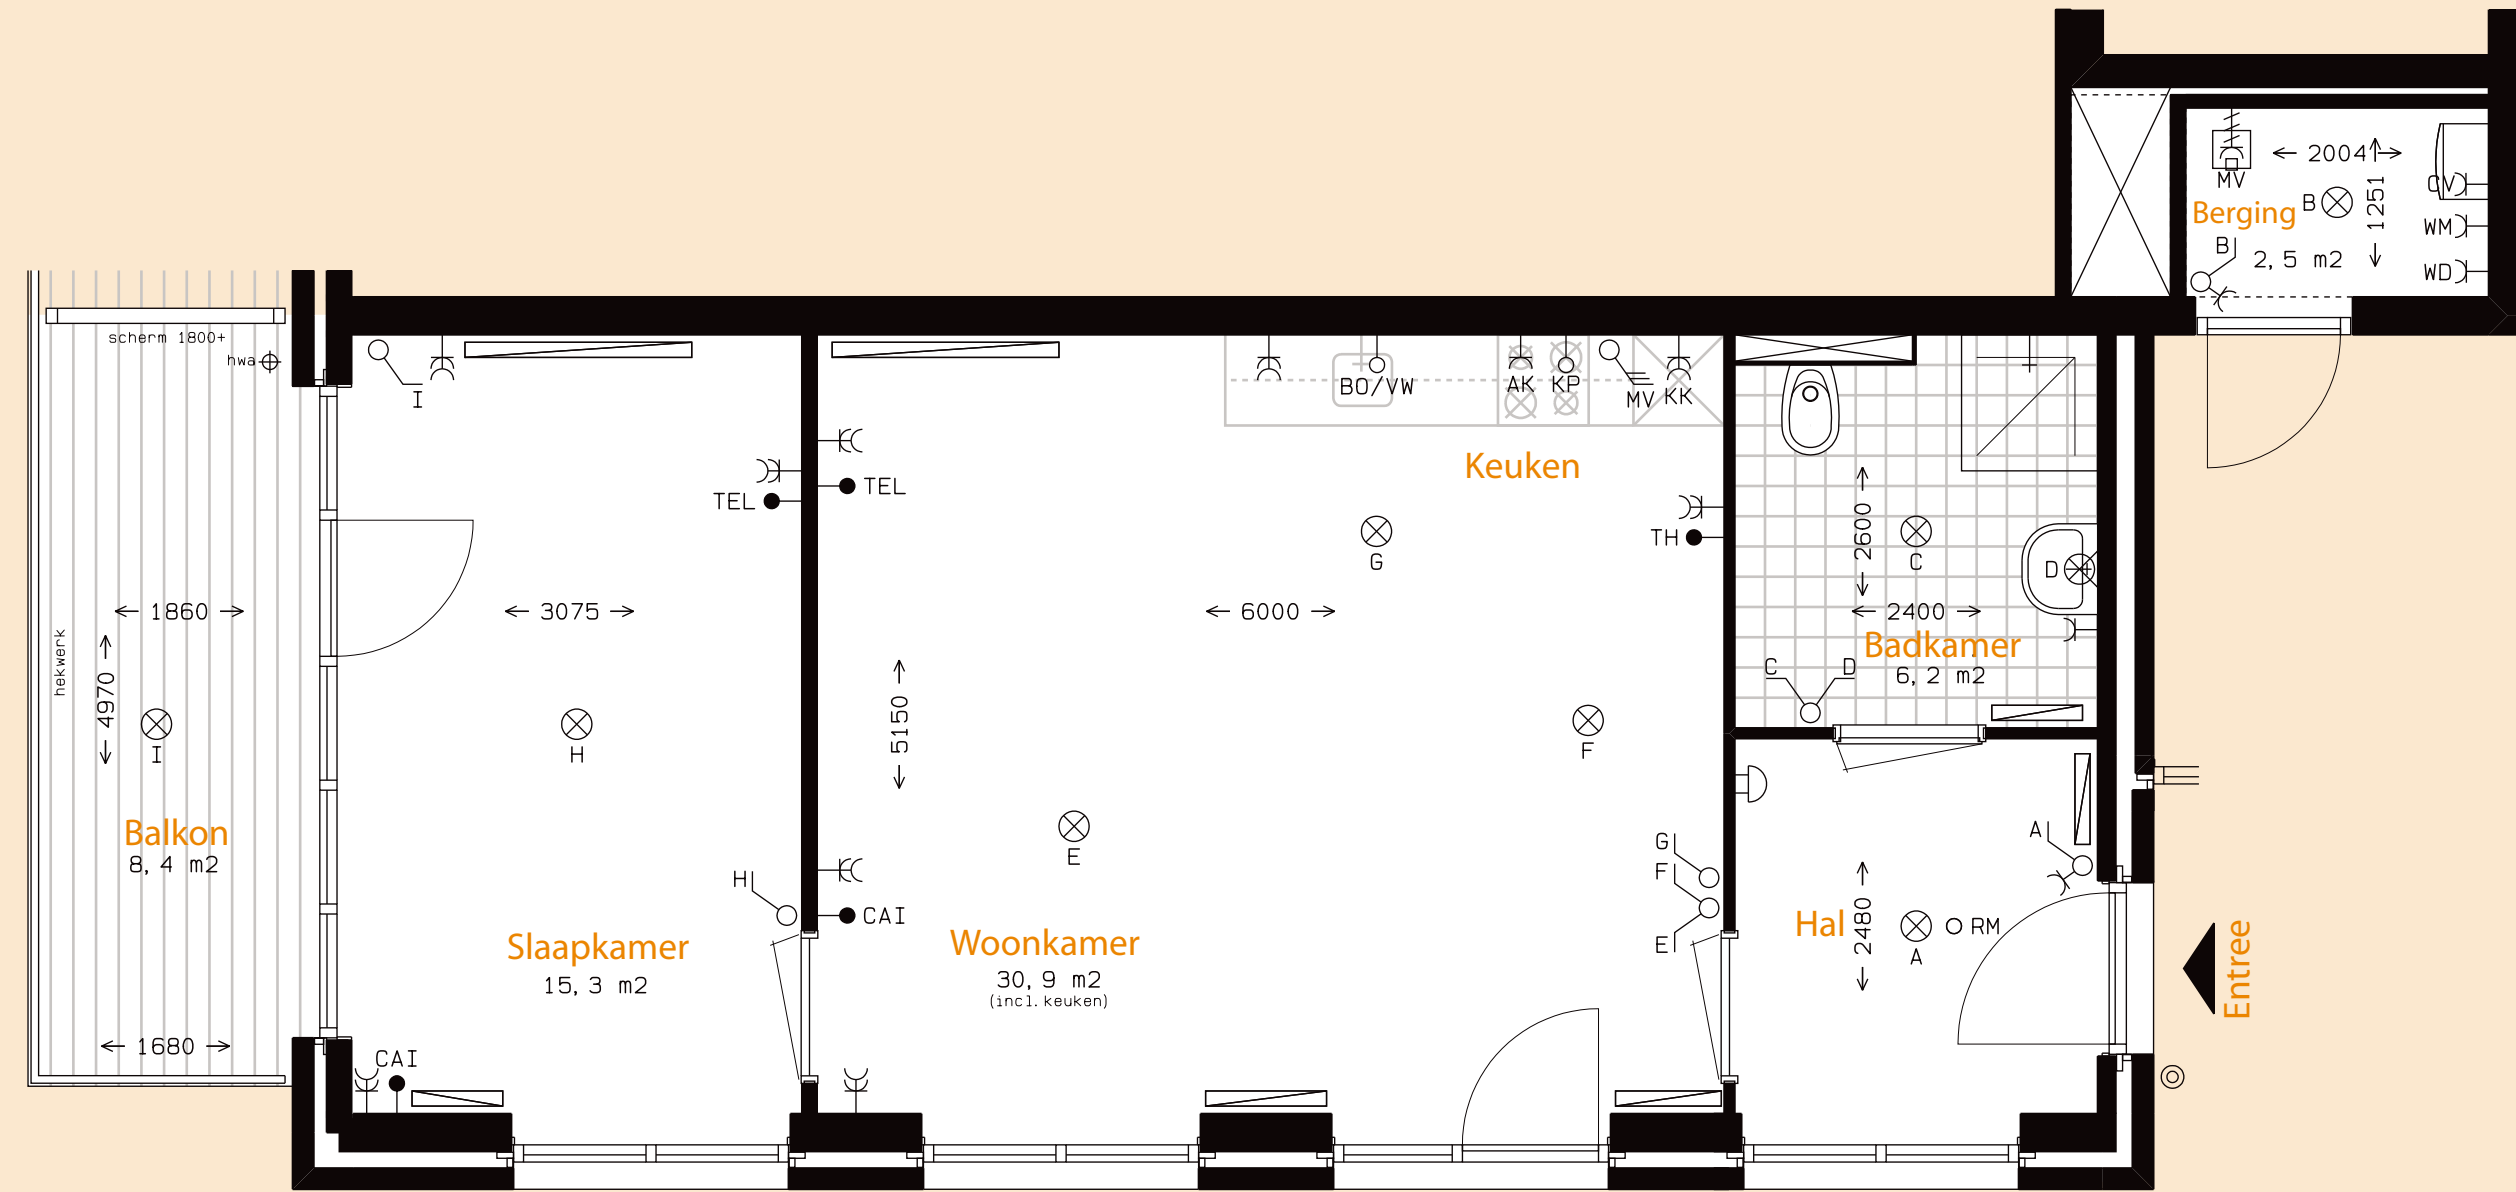 2004
MV
CV
1251
Berging
B
WM
B
2,5 m2
WD
scherm 1800+
hwa
I
BO/VW
AK
KP
MV
KK
Keuken
TEL
TEL
TH
G
C
2600
D
1860
3075
6000
2400
hekwerk
Badkamer
C
D
6,2 m2
4970
5150
I
H
F
Balkon
8,4 m2
E
G
A
H
F
CAI
Slaapkamer
Woonkamer
E
Hal
2480
RM
A
Entree
15,3 m2
30,9 m2
(incl.keuken)
1680
CAI